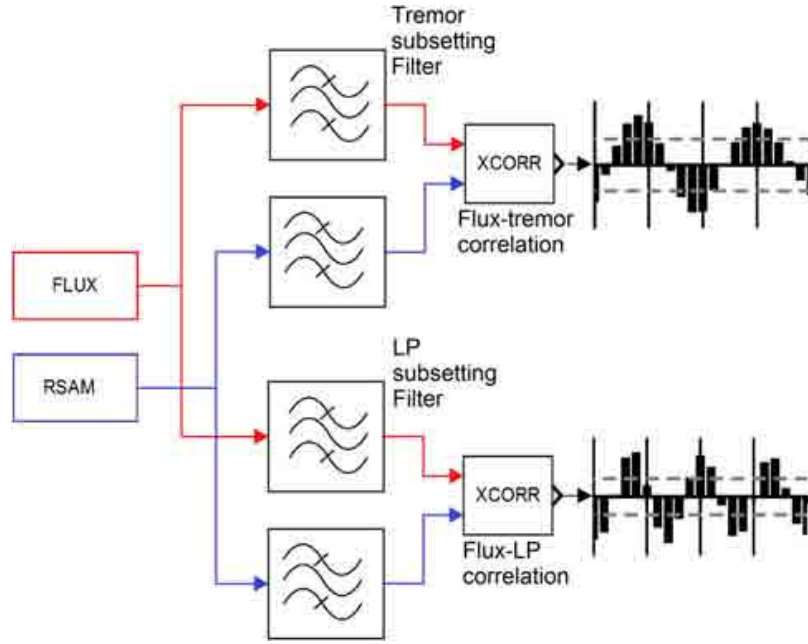 Tremor
subsetting
Filter
XCORR
Flux-tremor
correlation
FLUX
RSAM
LP
subsetting
Filter
XCORR
Flux-LP
correlation